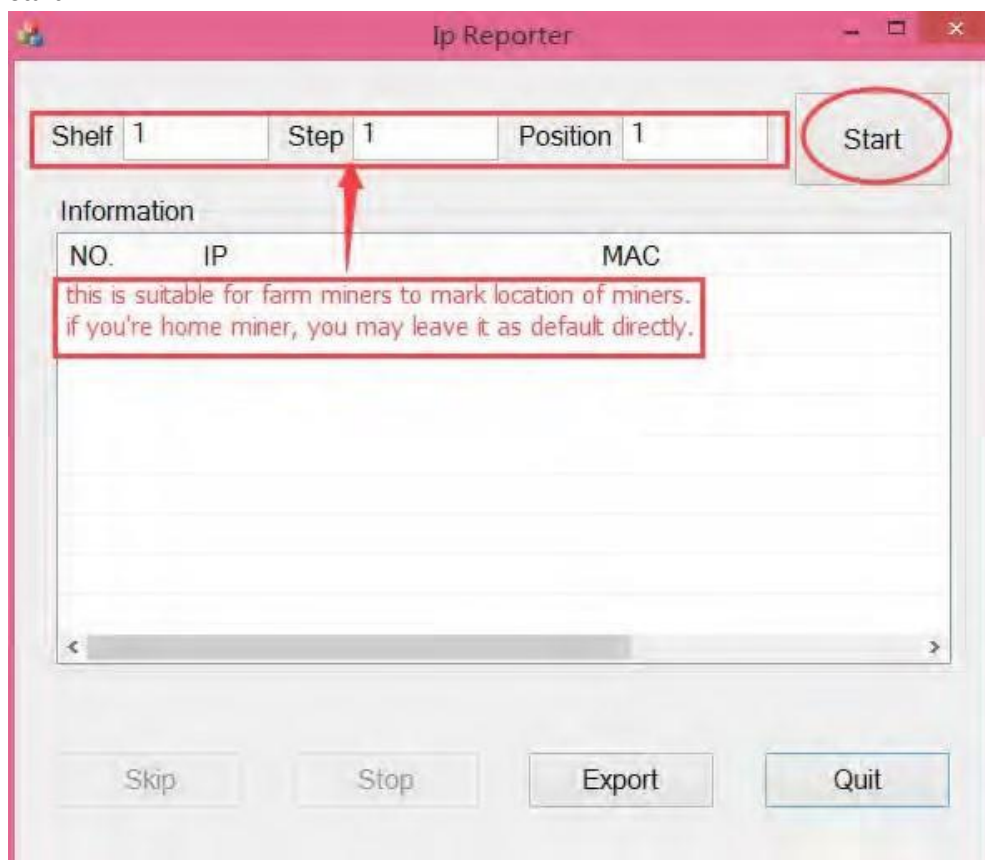 Ip Reporter
Shelf 1 Step 1 Position 1 Start
Information
NO. IP MAC
this is suitable for farm miners to mark location of miners.
if you're home miner, you may leave it as default directly.
Skip Stop Export Quit